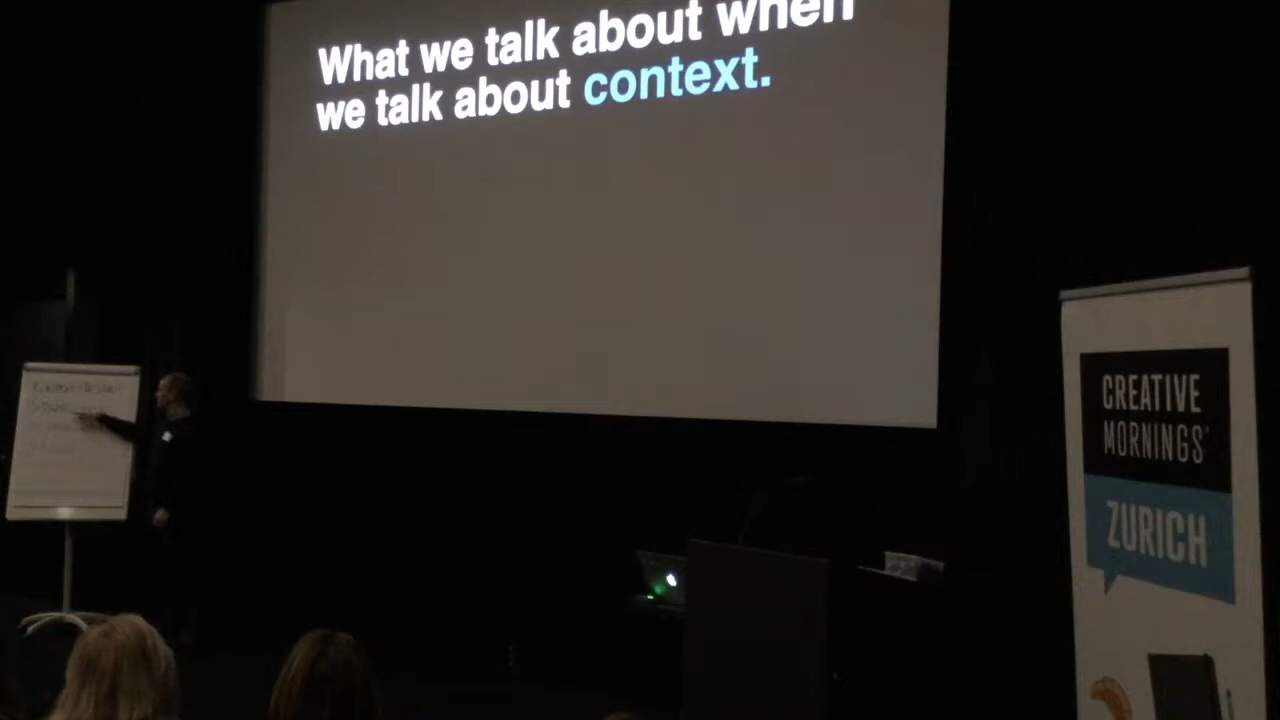 What we talk about when
we talk about context.
CREATIVE
MORNINGS®
ZURICH